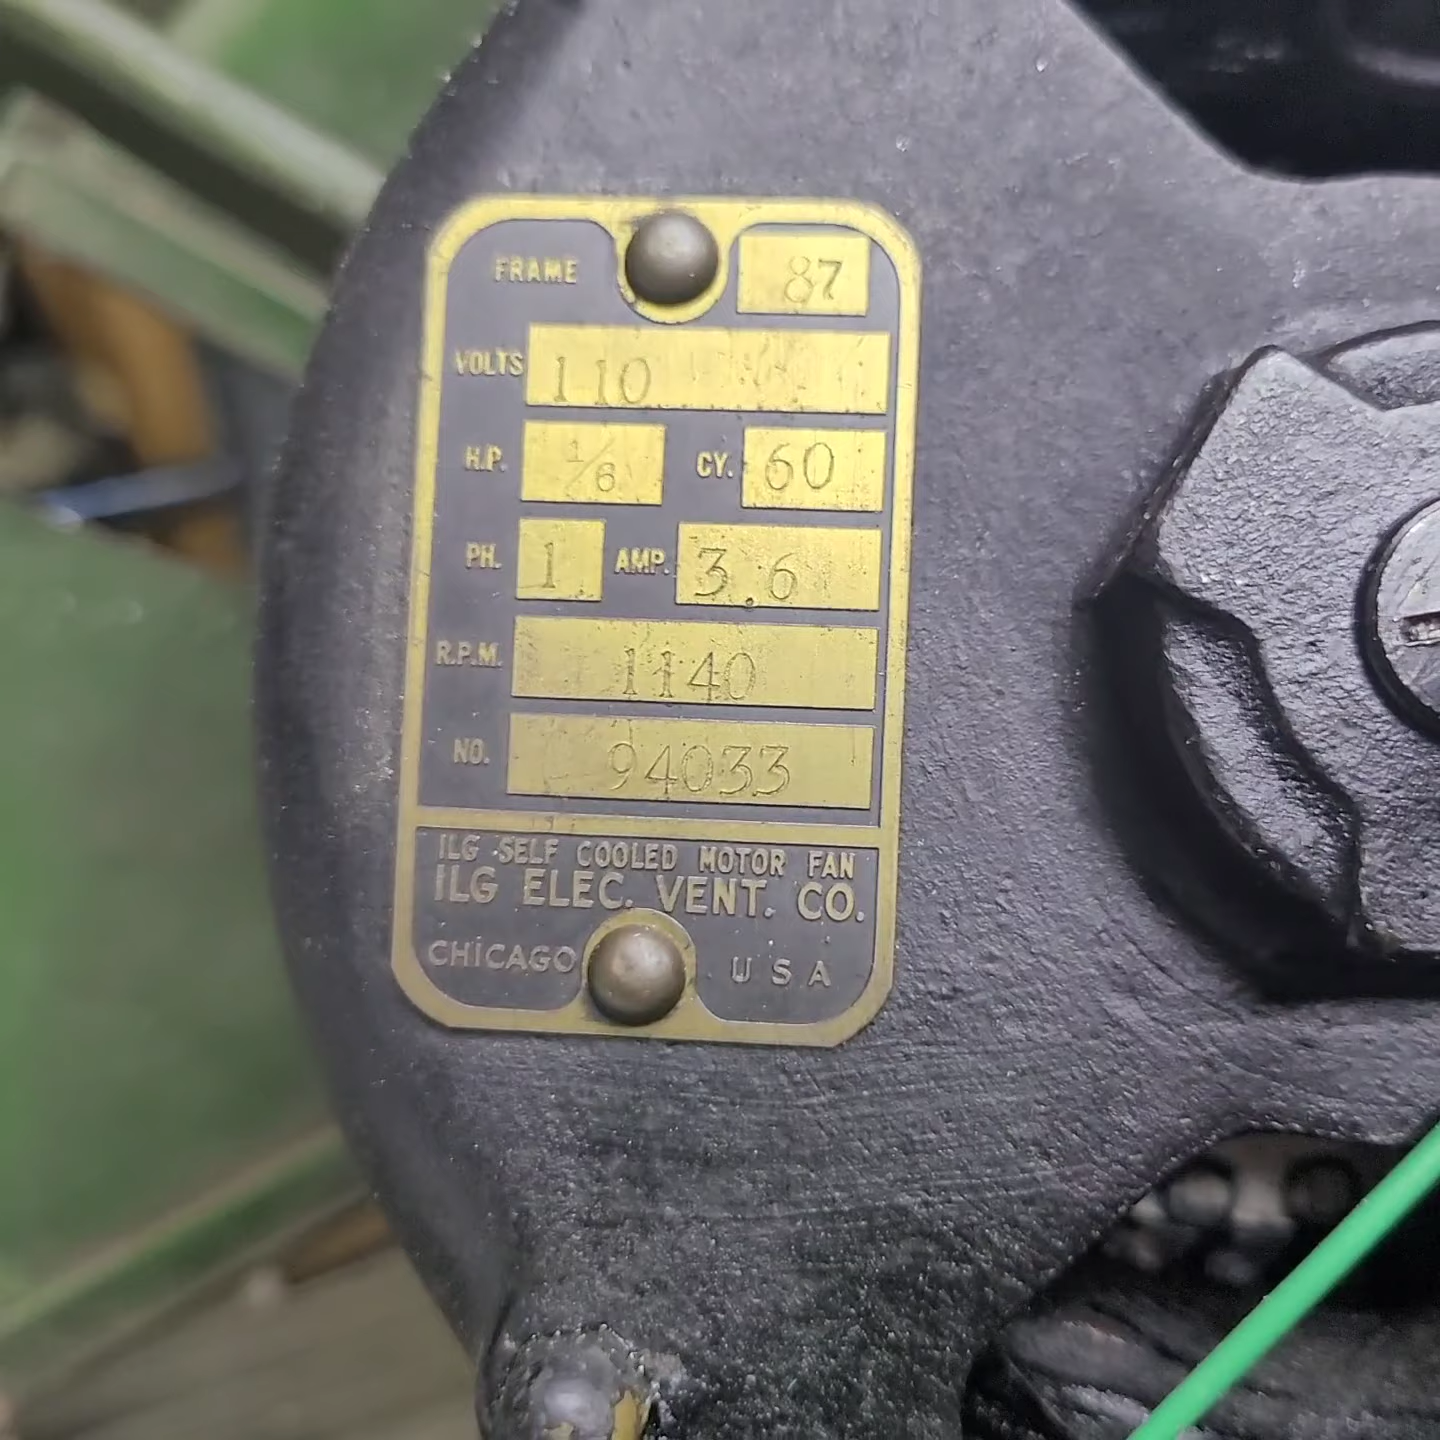 FRAME 87
VOLTS 110
H.P. 1/6 CY. 60
PH. 1 AMP. 3.6
R.P.M. 1140
NO. 94033
ILG SELF COOLED MOTOR FAN
ILG ELEC. VENT. CO.
CHICAGO U S A